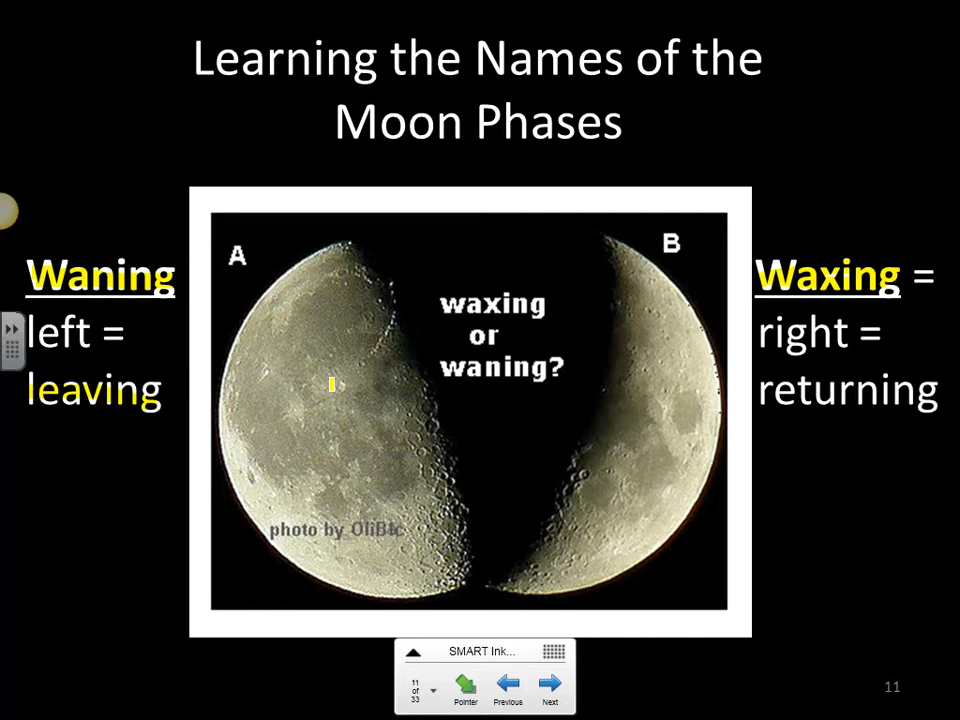 Learning the Names of the
Moon Phases
Waning
left =
leaving
A
B
waxing
or
waning?
photo by OliBlc
Waxing =
right =
returning
SMART Ink...
11
of
33
Pointer
Previous
Next
11